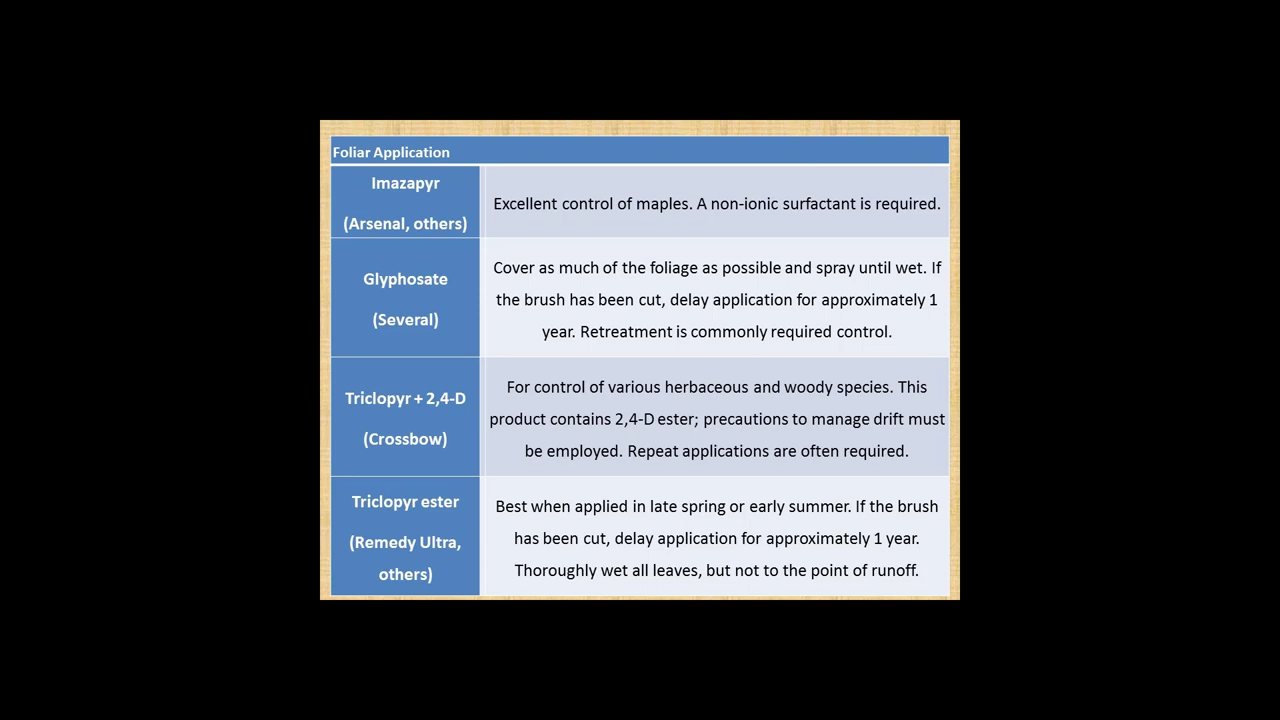 Foliar Application
Imazapyr
(Arsenal, others)
Excellent control of maples. A non-ionic surfactant is required.
Glyphosate
(Several)
Cover as much of the foliage as possible and spray until wet. If
the brush has been cut, delay application for approximately 1
year. Retreatment is commonly required control.
Triclopyr + 2,4-D
(Crossbow)
For control of various herbaceous and woody species. This
product contains 2,4-D ester; precautions to manage drift must
be employed. Repeat applications are often required.
Triclopyr ester
(Remedy Ultra,
others)
Best when applied in late spring or early summer. If the brush
has been cut, delay application for approximately 1 year.
Thoroughly wet all leaves, but not to the point of runoff.